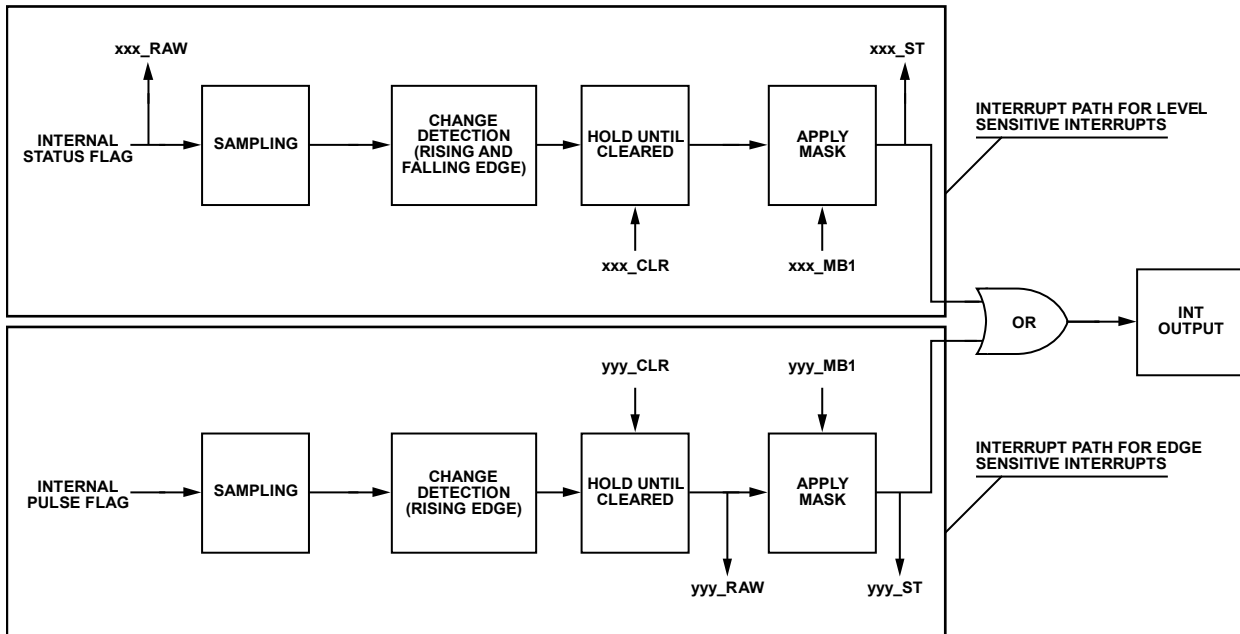 xxx_RAW
xxx_ST
INTERNAL
STATUS FLAG
SAMPLING
CHANGE
DETECTION
(RISING AND
FALLING EDGE)
HOLD UNTIL
CLEARED
APPLY
MASK
INTERRUPT PATH FOR LEVEL
SENSITIVE INTERRUPTS
xxx_CLR
xxx_MB1
OR
INT
OUTPUT
yyy_CLR
yyy_MB1
INTERNAL
PULSE FLAG
SAMPLING
CHANGE
DETECTION
(RISING EDGE)
HOLD UNTIL
CLEARED
APPLY
MASK
INTERRUPT PATH FOR EDGE
SENSITIVE INTERRUPTS
yyy_RAW
yyy_ST